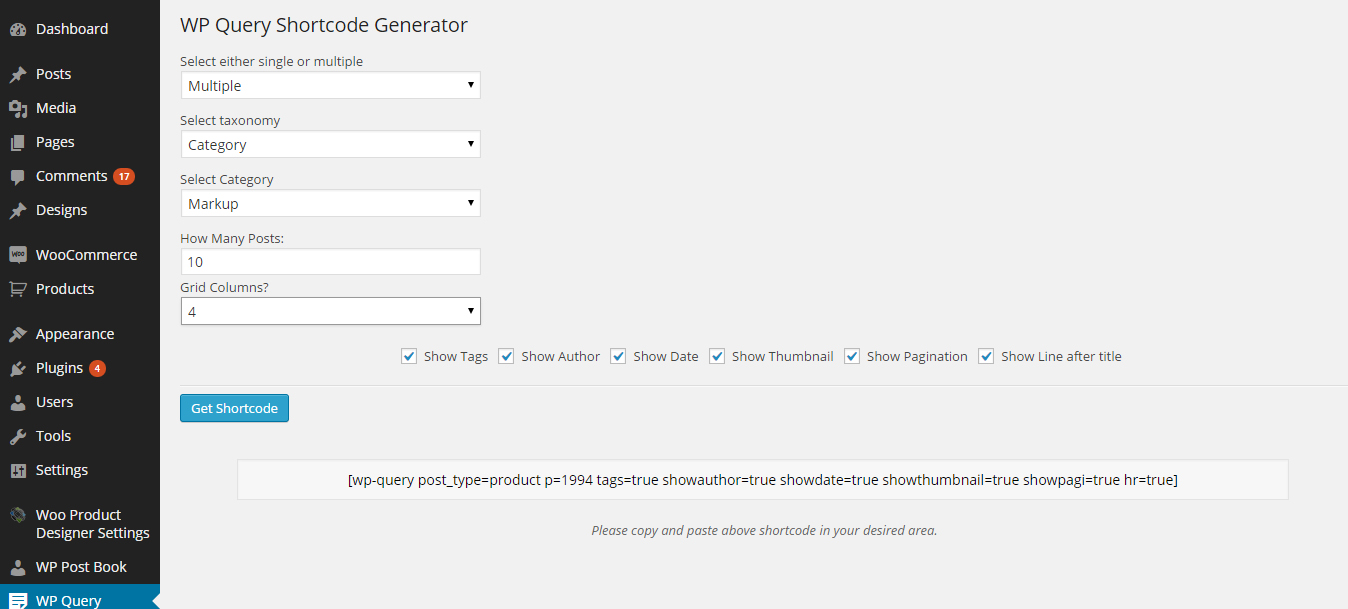 Dashboard
Posts
Media
Pages
Comments 17
Designs
WooCommerce
Products
Appearance
Plugins 4
Users
Tools
Settings
Woo Product
Designer Settings
WP Post Book
WP Query
WP Query Shortcode Generator
Select either single or multiple
Multiple
Select taxonomy
Category
Select Category
Markup
How Many Posts:
10
Grid Columns?
4
Show Tags Show Author Show Date Show Thumbnail Show Pagination Show Line after title
Get Shortcode
[wp-query post_type=product p=1994 tags=true showauthor=true showdate=true showthumbnail=true showpagi=true hr=true]
Please copy and paste above shortcode in your desired area.